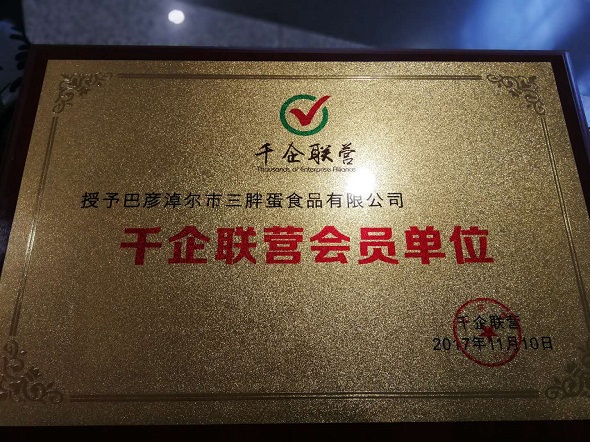 千企联营
Thousands of Enterprise Alliance
授予巴彦淖尔市三胖蛋食品有限公司
千企联营会员单位
千企联营
2017年11月10日